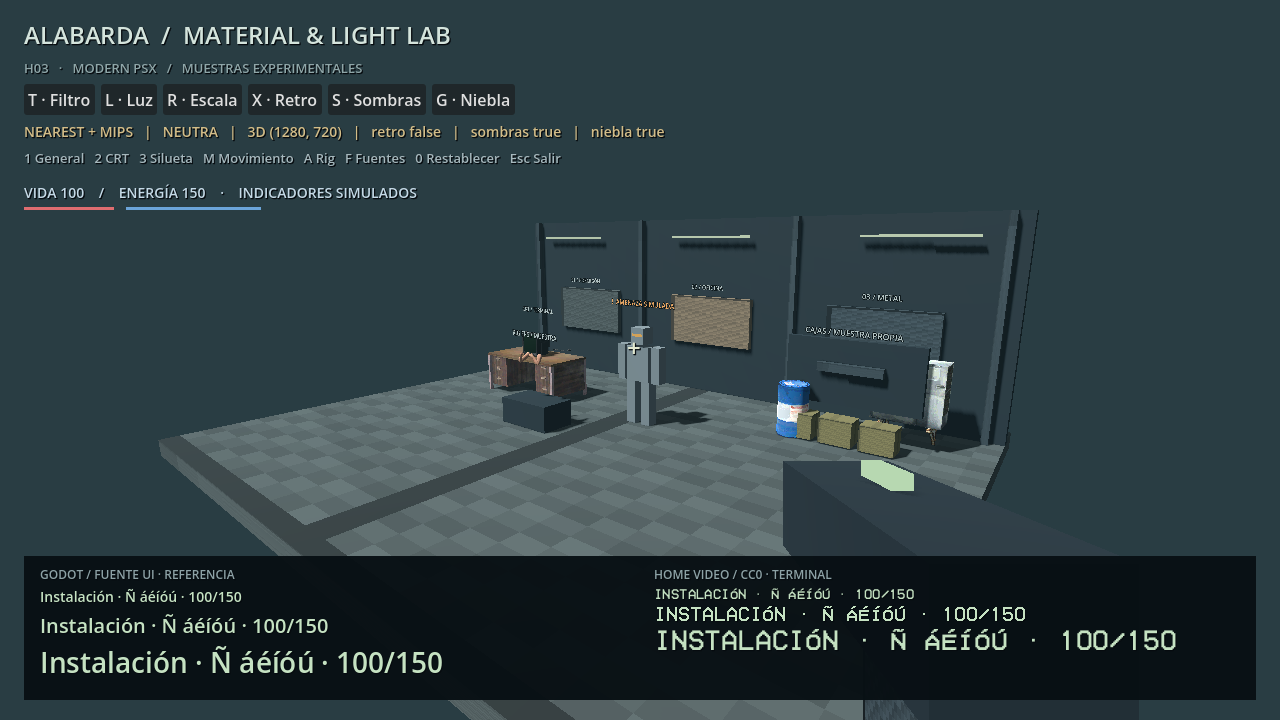 ALABARDA / MATERIAL & LIGHT LAB
H03 · MODERN PSX / MUESTRAS EXPERIMENTALES
T · Filtro L · Luz R · Escala X · Retro S · Sombras G · Niebla
NEAREST + MIPS | NEUTRA | 3D (1280, 720) | retro false | sombras true | niebla true
1 General 2 CRT 3 Silueta M Movimiento A Rig F Fuentes 0 Restablecer Esc Salir
VIDA 100 / ENERGÍA 150 · INDICADORES SIMULADOS
03 / METAL
CAJAS / MUESTRA PROPIA
GODOT / FUENTE UI · REFERENCIA
Instalación · Ñ áéíóú · 100/150
Instalación · Ñ áéíóú · 100/150
Instalación · Ñ áéíóú · 100/150
HOME VIDEO / CC0 · TERMINAL
INSTALACIóN · Ñ ÁÉÍÓÚ · 100/150
INSTALACIóN · Ñ ÁÉÍÓÚ · 100/150
INSTALACIóN · Ñ ÁÉÍÓÚ · 100/150